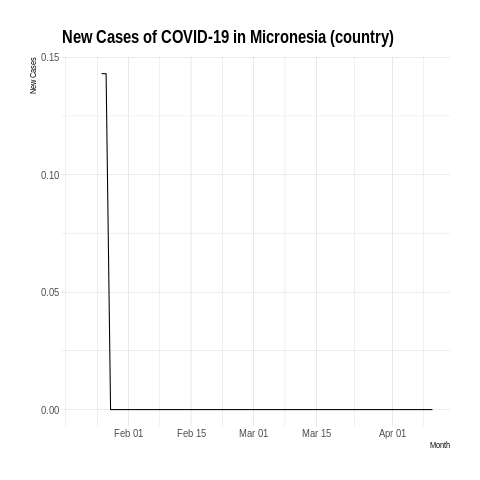 New Cases of COVID-19 in Micronesia (country)
New Cases
0.15
0.10
0.05
0.00
Feb 01 Feb 15 Mar 01 Mar 15 Apr 01
Month